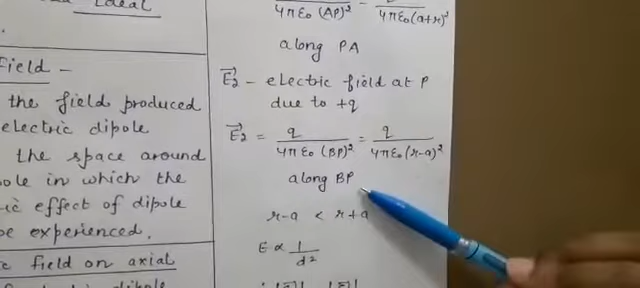 Ideal
Field -
the field produced
electric dipole
the space around
ole in which the
ic effect of dipole
be experienced.
c field on axial
4πε₀ (AP)² 4πε₀(a+r)²
along PA
E₂⃗ - electric field at P
due to +q
E₂⃗ = q / 4πε₀ (BP)² = q / 4πε₀ (r-a)²
along BP
r-a < r+a
E ∝ 1/d²